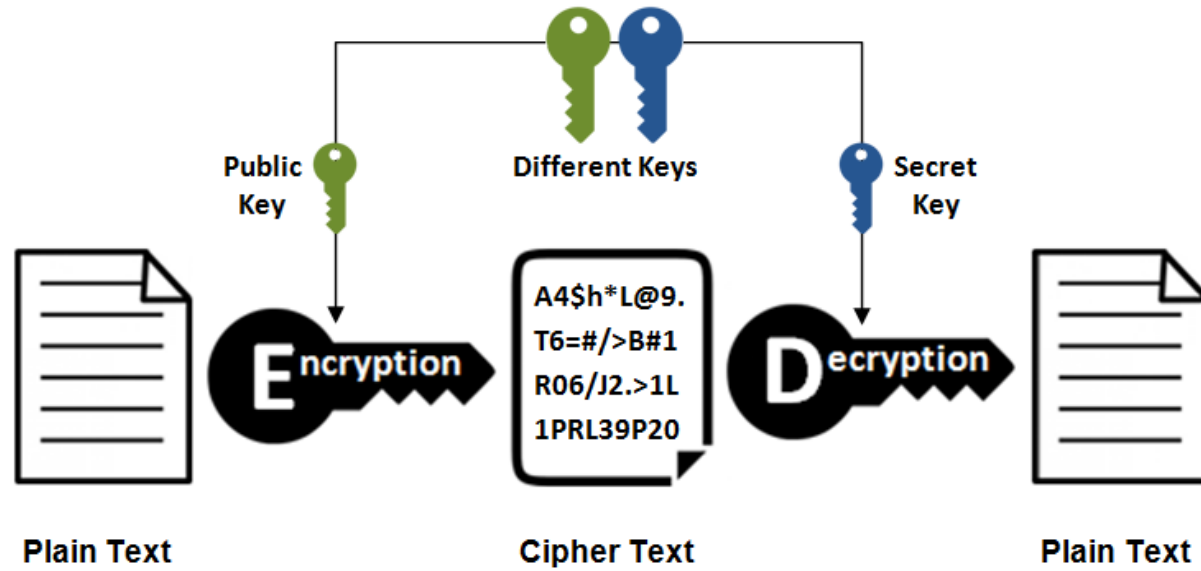 Different Keys
Public
Key
Secret
Key
Encryption
A4$h*L@9.
T6=#/>B#1
R06/J2.>1L
1PRL39P20
Decryption
Plain Text
Cipher Text
Plain Text